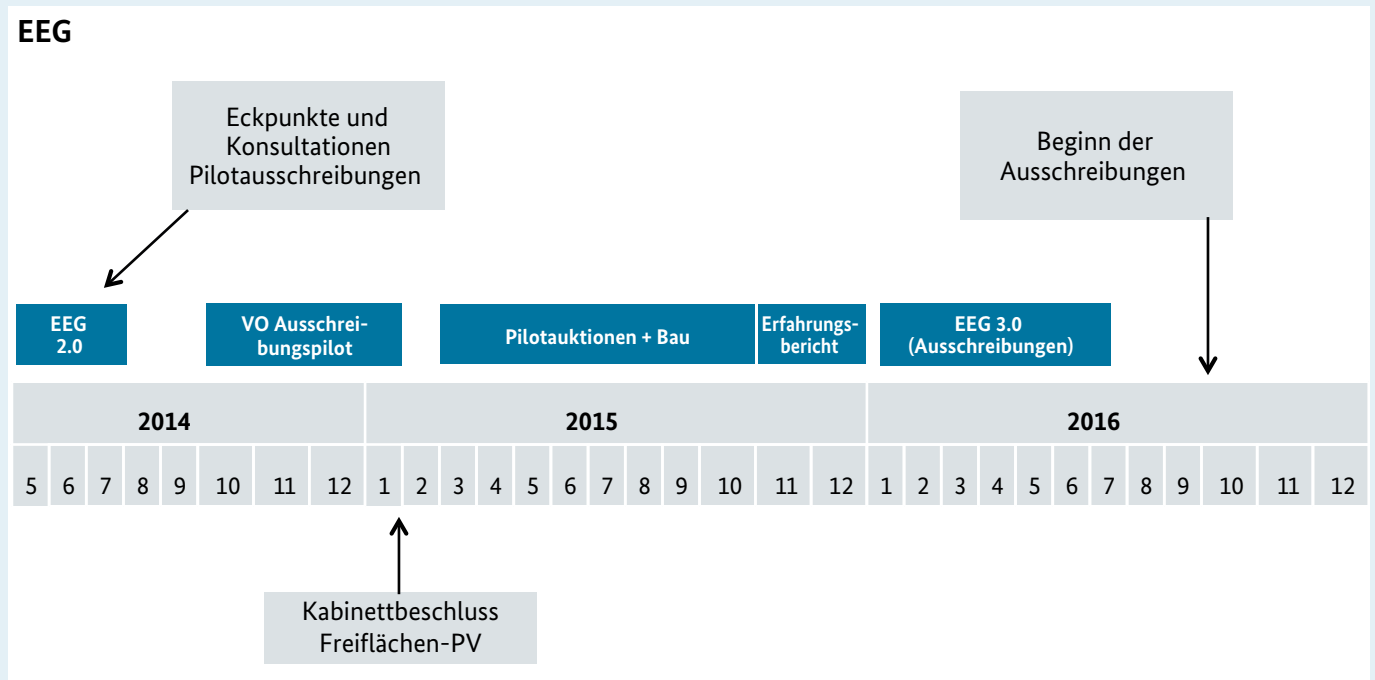 EEG
Eckpunkte und
Konsultationen
Pilotausschreibungen
Beginn der
Ausschreibungen
EEG
2.0
VO Ausschrei-
bungspilot
Pilotauktionen + Bau
Erfahrungs-
bericht
EEG 3.0
(Ausschreibungen)
2014 2015 2016
5 6 7 8 9 10 11 12 1 2 3 4 5 6 7 8 9 10 11 12 1 2 3 4 5 6 7 8 9 10 11 12
Kabinettbeschluss
Freiflächen-PV